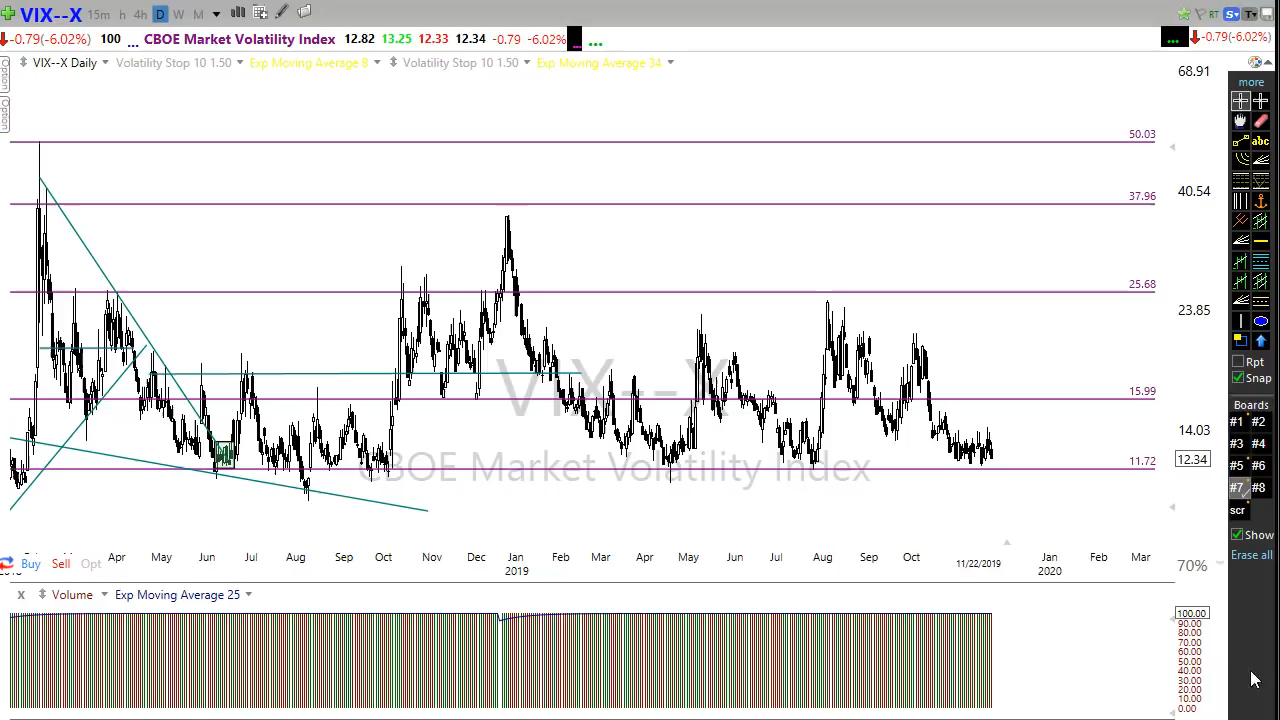 VIX--X 15m h 4h D W M RT S T
-0.79(-6.02%) 100 ... CBOE Market Volatility Index 12.82 13.25 12.33 12.34 -0.79 -6.02% ... ... ... -0.79(-6.02%)
Option
Option
VIX--X Daily Volatility Stop 10 1.50 Exp Moving Average 8 Volatility Stop 10 1.50 Exp Moving Average 34
68.91
50.03
40.54
37.96
25.68
23.85
15.99
14.03
12.34
11.72
VIX--X
CBOE Market Volatility Index
Apr May Jun Jul Aug Sep Oct Nov Dec Jan Feb Mar Apr May Jun Jul Aug Sep Oct 11/22/2019 Jan Feb Mar
2019 2020
Buy Sell Opt
70%
X Volume Exp Moving Average 25
100.00
90.00
80.00
70.00
60.00
50.00
40.00
30.00
20.00
10.00
0.00
more
abc
Rpt
Snap
Boards
#1 #2
#3 #4
#5 #6
#7 #8
scr
Show
Erase all